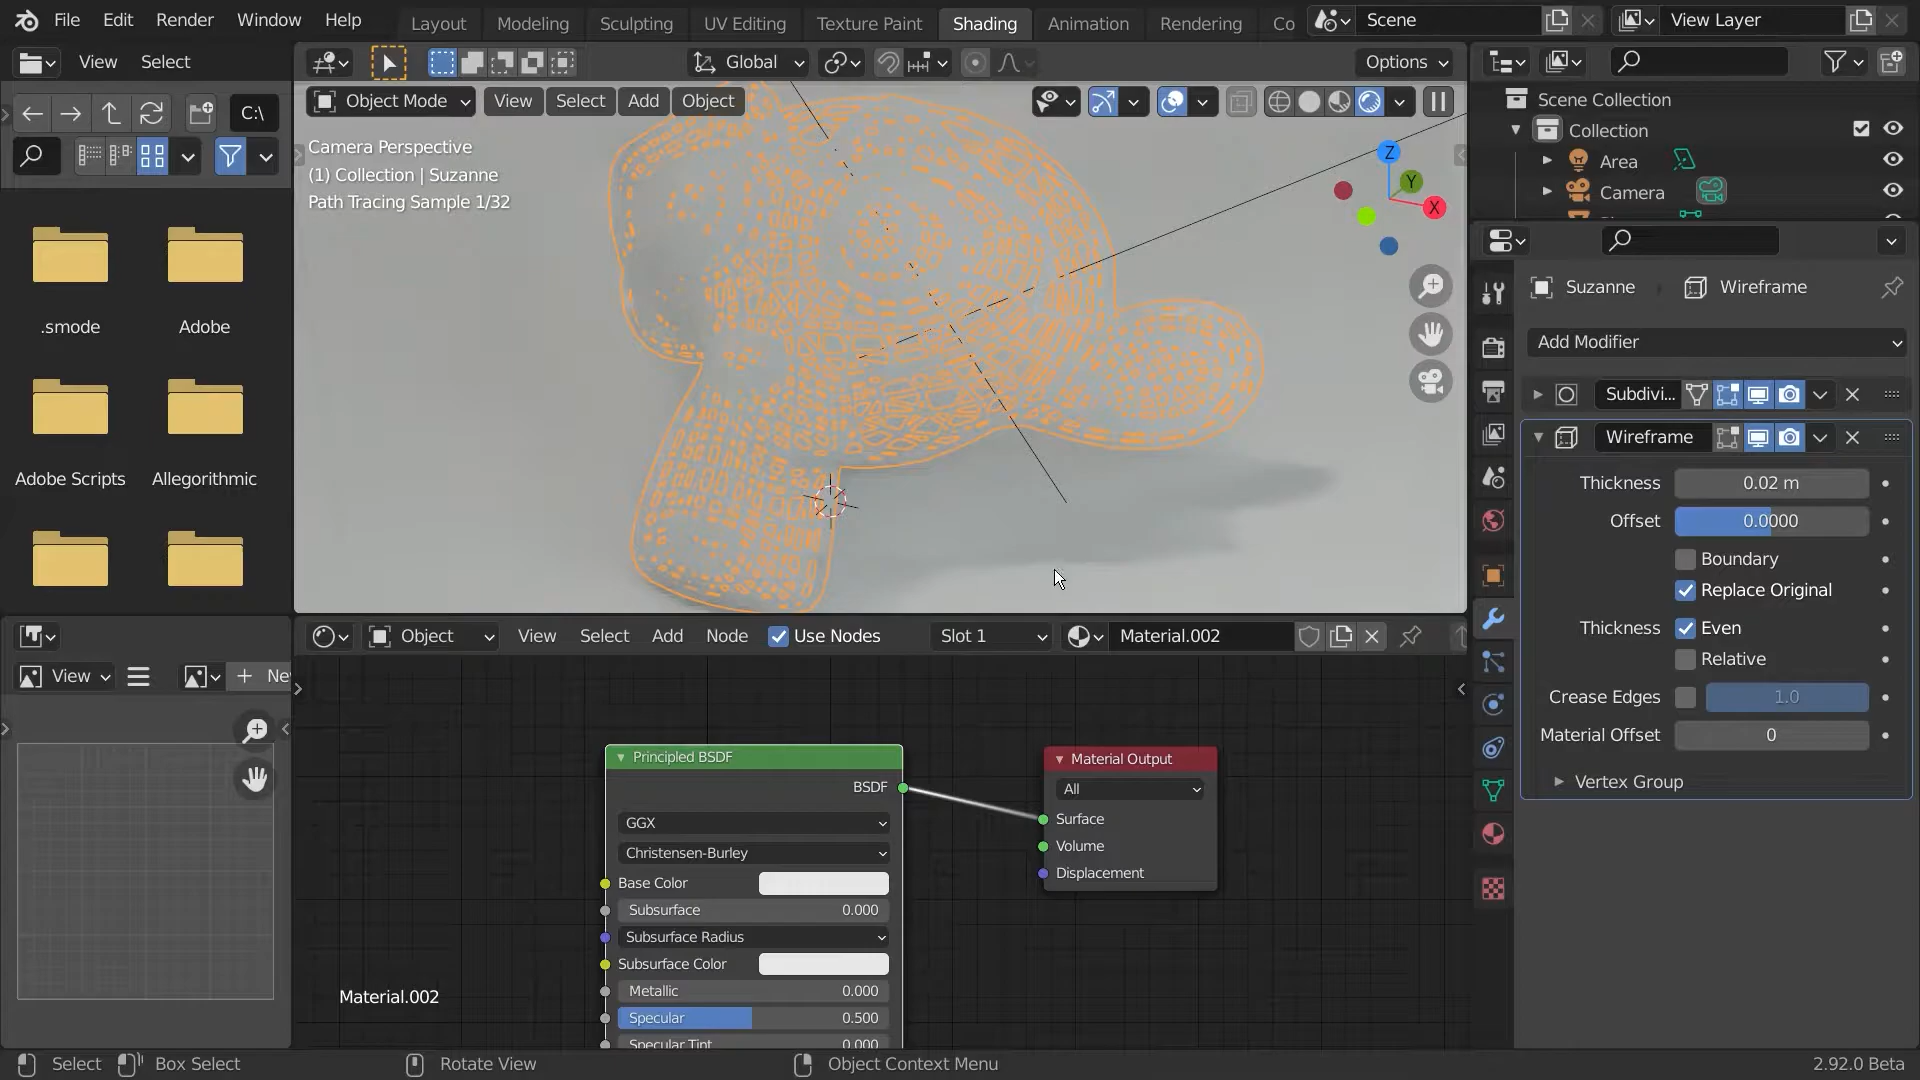 File Edit Render Window Help Layout Modeling Sculpting UV Editing Texture Paint Shading Animation Rendering Co Scene View Layer
View Select Global Options
Object Mode View Select Add Object
C:\
Camera Perspective
(1) Collection | Suzanne
Path Tracing Sample 1/32
Z
Y
X
.smode Adobe
Adobe Scripts Allegorithmic
Scene Collection
Collection
Area
Camera
Suzanne Wireframe
Add Modifier
Subdivi...
Wireframe
Thickness 0.02 m
Offset 0.0000
Boundary
Replace Original
Thickness Even
Relative
Crease Edges 1.0
Material Offset 0
Vertex Group
Object View Select Add Node Use Nodes Slot 1 Material.002
View Ne
Principled BSDF
BSDF
GGX
Christensen-Burley
Base Color
Subsurface 0.000
Subsurface Radius
Subsurface Color
Metallic 0.000
Specular 0.500
Specular Tint 0.000
Material Output
All
Surface
Volume
Displacement
Material.002
Select Box Select Rotate View Object Context Menu 2.92.0 Beta